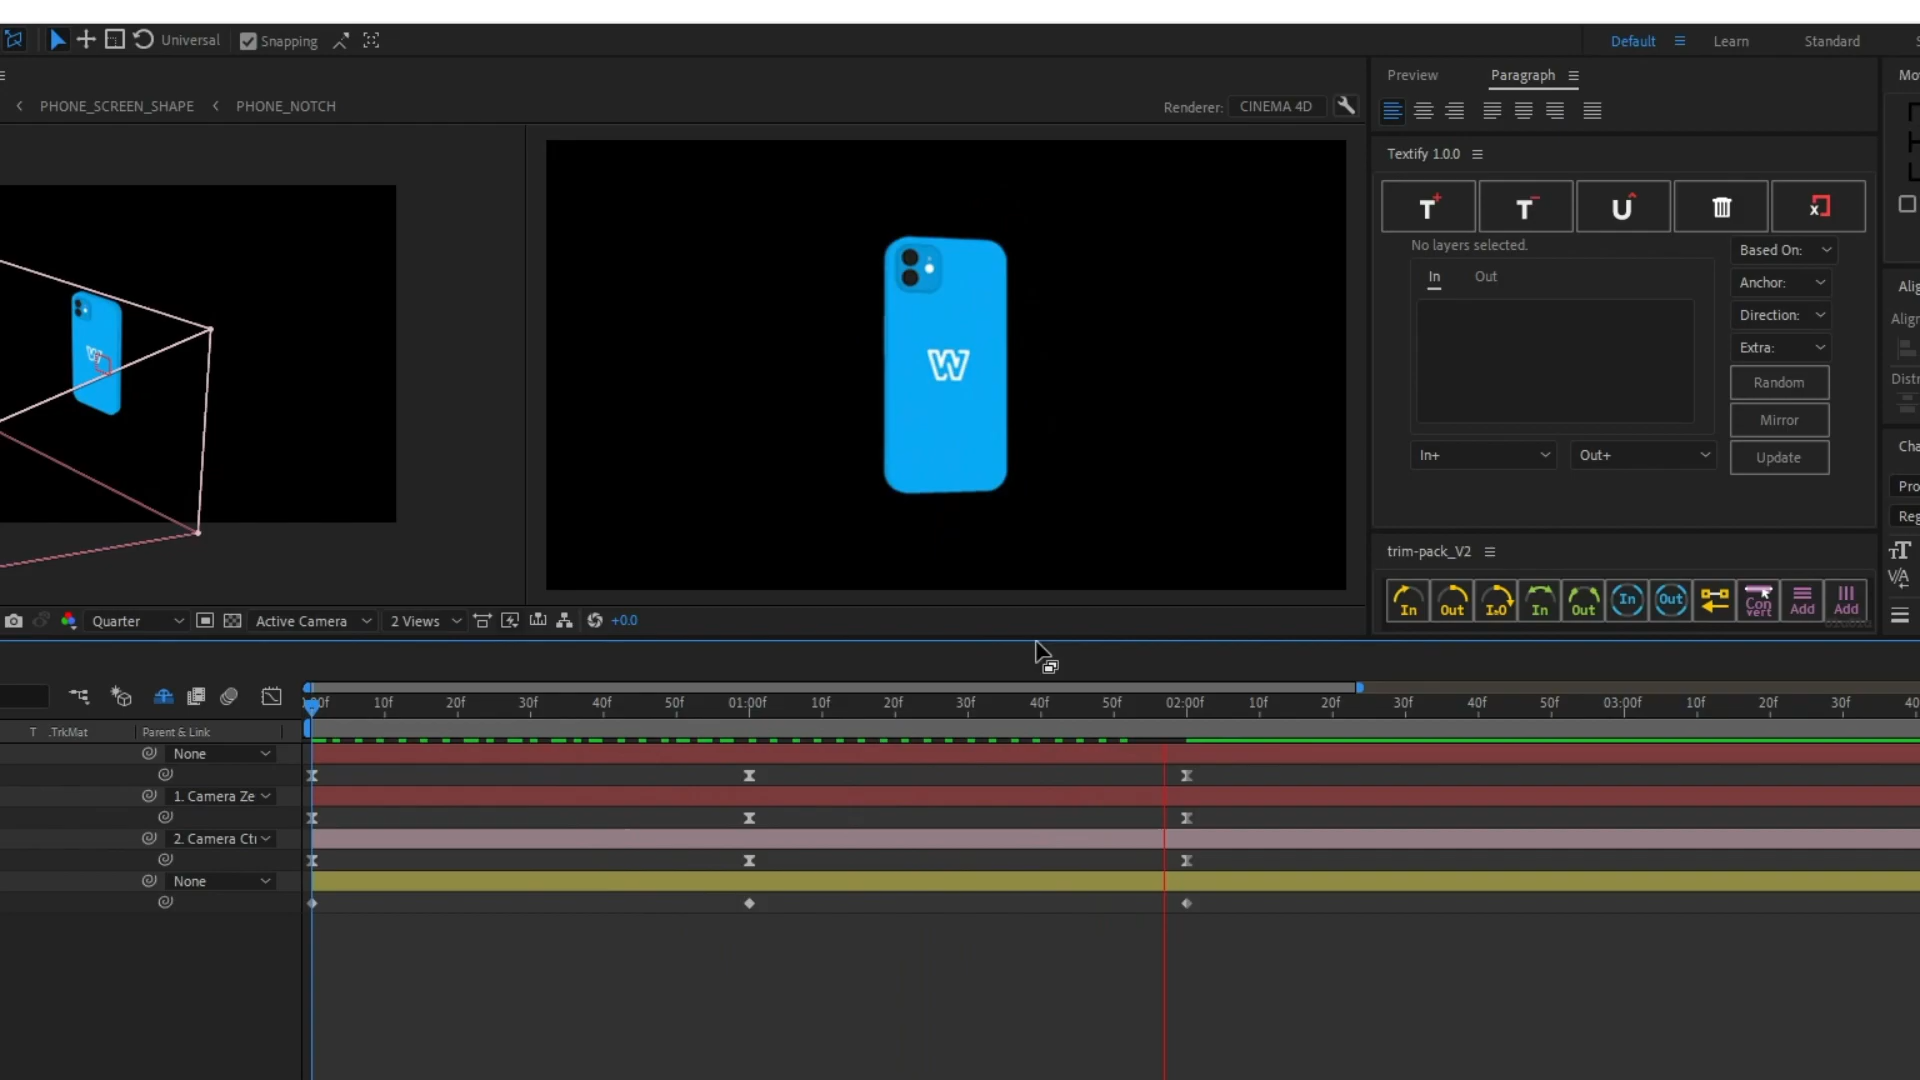 Universal
Snapping
Default
Learn
Standard
PHONE_SCREEN_SHAPE
PHONE_NOTCH
Renderer:
CINEMA 4D
Preview
Paragraph
Textify 1.0.0
T
T
U
x
No layers selected.
In
Out
Based On:
Anchor:
Direction:
Extra:
Random
Mirror
Update
In+
Out+
W
W
trim-pack_V2
In
Out
I&O
In
Out
In
Out
Con
vert
Add
Add
Quarter
Active Camera
2 Views
+0.0
10f
20f
30f
40f
50f
01:00f
10f
20f
30f
40f
50f
02:00f
10f
20f
30f
40f
50f
03:00f
10f
20f
30f
40
T .TrkMat
Parent & Link
None
1. Camera Ze
2. Camera Ctr
None